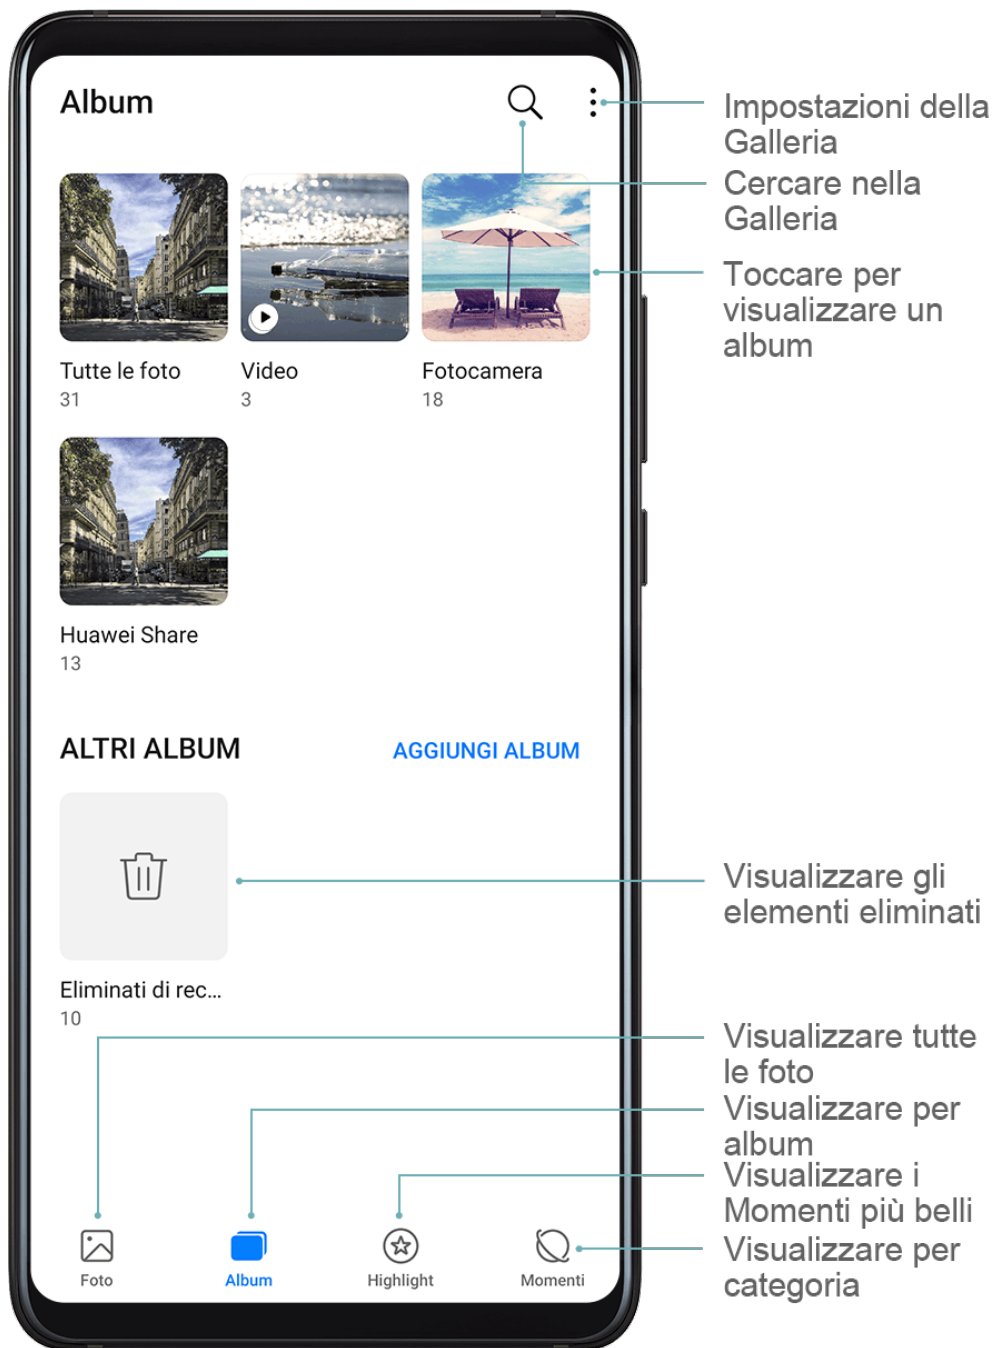 Album
Impostazioni della
Galleria
Cercare nella
Galleria
Toccare per
visualizzare un
album
Tutte le foto
31
Video
3
Fotocamera
18
Huawei Share
13
ALTRI ALBUM
AGGIUNGI ALBUM
Visualizzare gli
elementi eliminati
Eliminati di rec...
10
Visualizzare tutte
le foto
Visualizzare per
album
Visualizzare i
Momenti più belli
Visualizzare per
categoria
Foto
Album
Highlight
Momenti